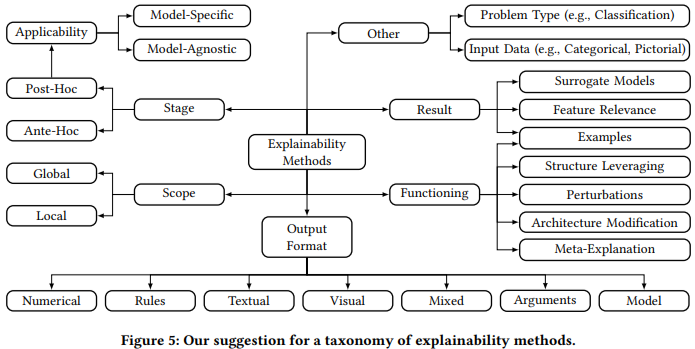 Model-Specific
Problem Type (e.g., Classification)
Applicability
Other
Model-Agnostic
Input Data (e.g., Categorical, Pictorial)
Surrogate Models
Post-Hoc
Stage
Result
Feature Relevance
Ante-Hoc
Examples
Explainability
Methods
Global
Structure Leveraging
Scope
Functioning
Perturbations
Local
Architecture Modification
Output
Format
Meta-Explanation
Numerical
Rules
Textual
Visual
Mixed
Arguments
Model
Figure 5: Our suggestion for a taxonomy of explainability methods.